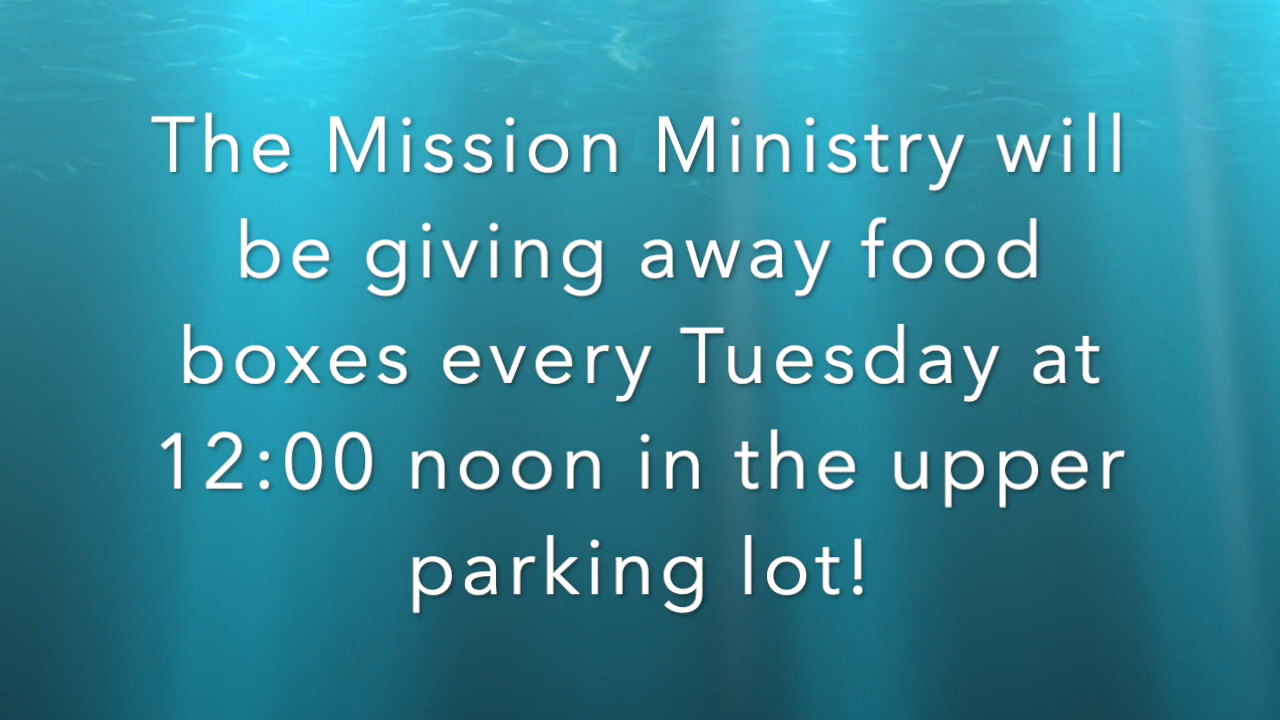 The Mission Ministry will
be giving away food
boxes every Tuesday at
12:00 noon in the upper
parking lot!